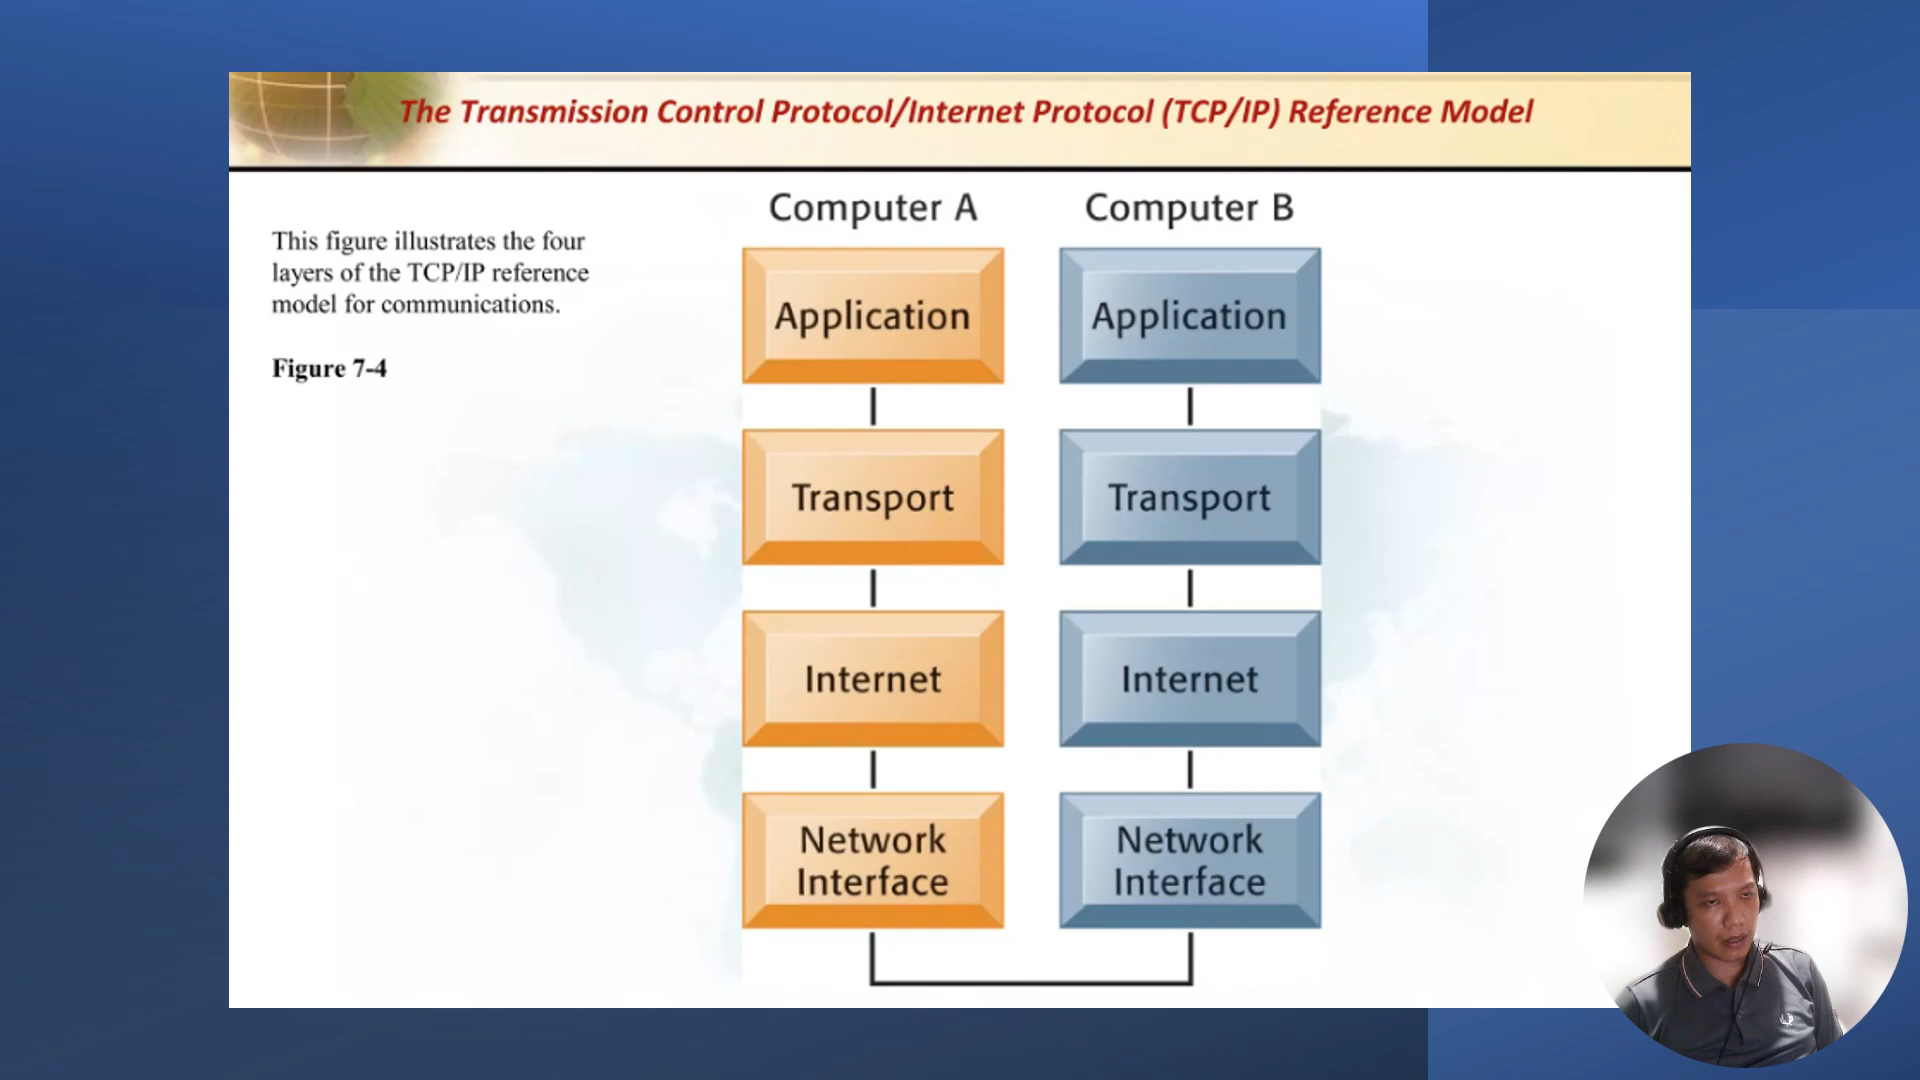 The Transmission Control Protocol/Internet Protocol (TCP/IP) Reference Model
This figure illustrates the four
layers of the TCP/IP reference
model for communications.
Figure 7-4
Computer A
Computer B
Application
Application
Transport
Transport
Internet
Internet
Network
Interface
Network
Interface